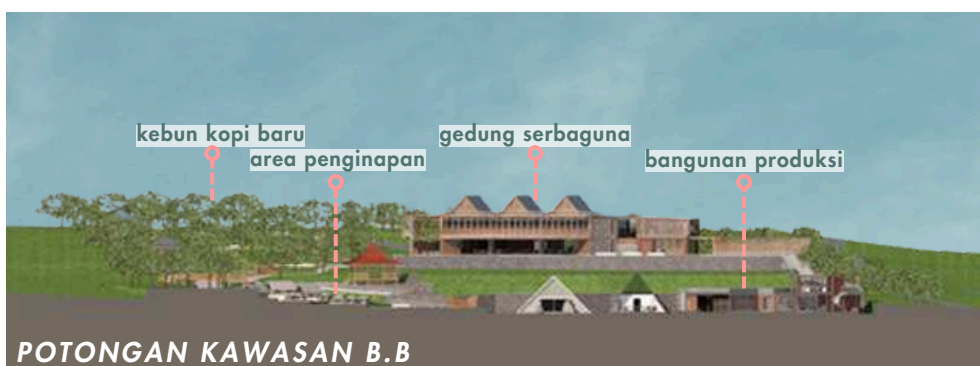 kebun kopi baru
area penginapan
gedung serbaguna
bangunan produksi
POTONGAN KAWASAN B.B